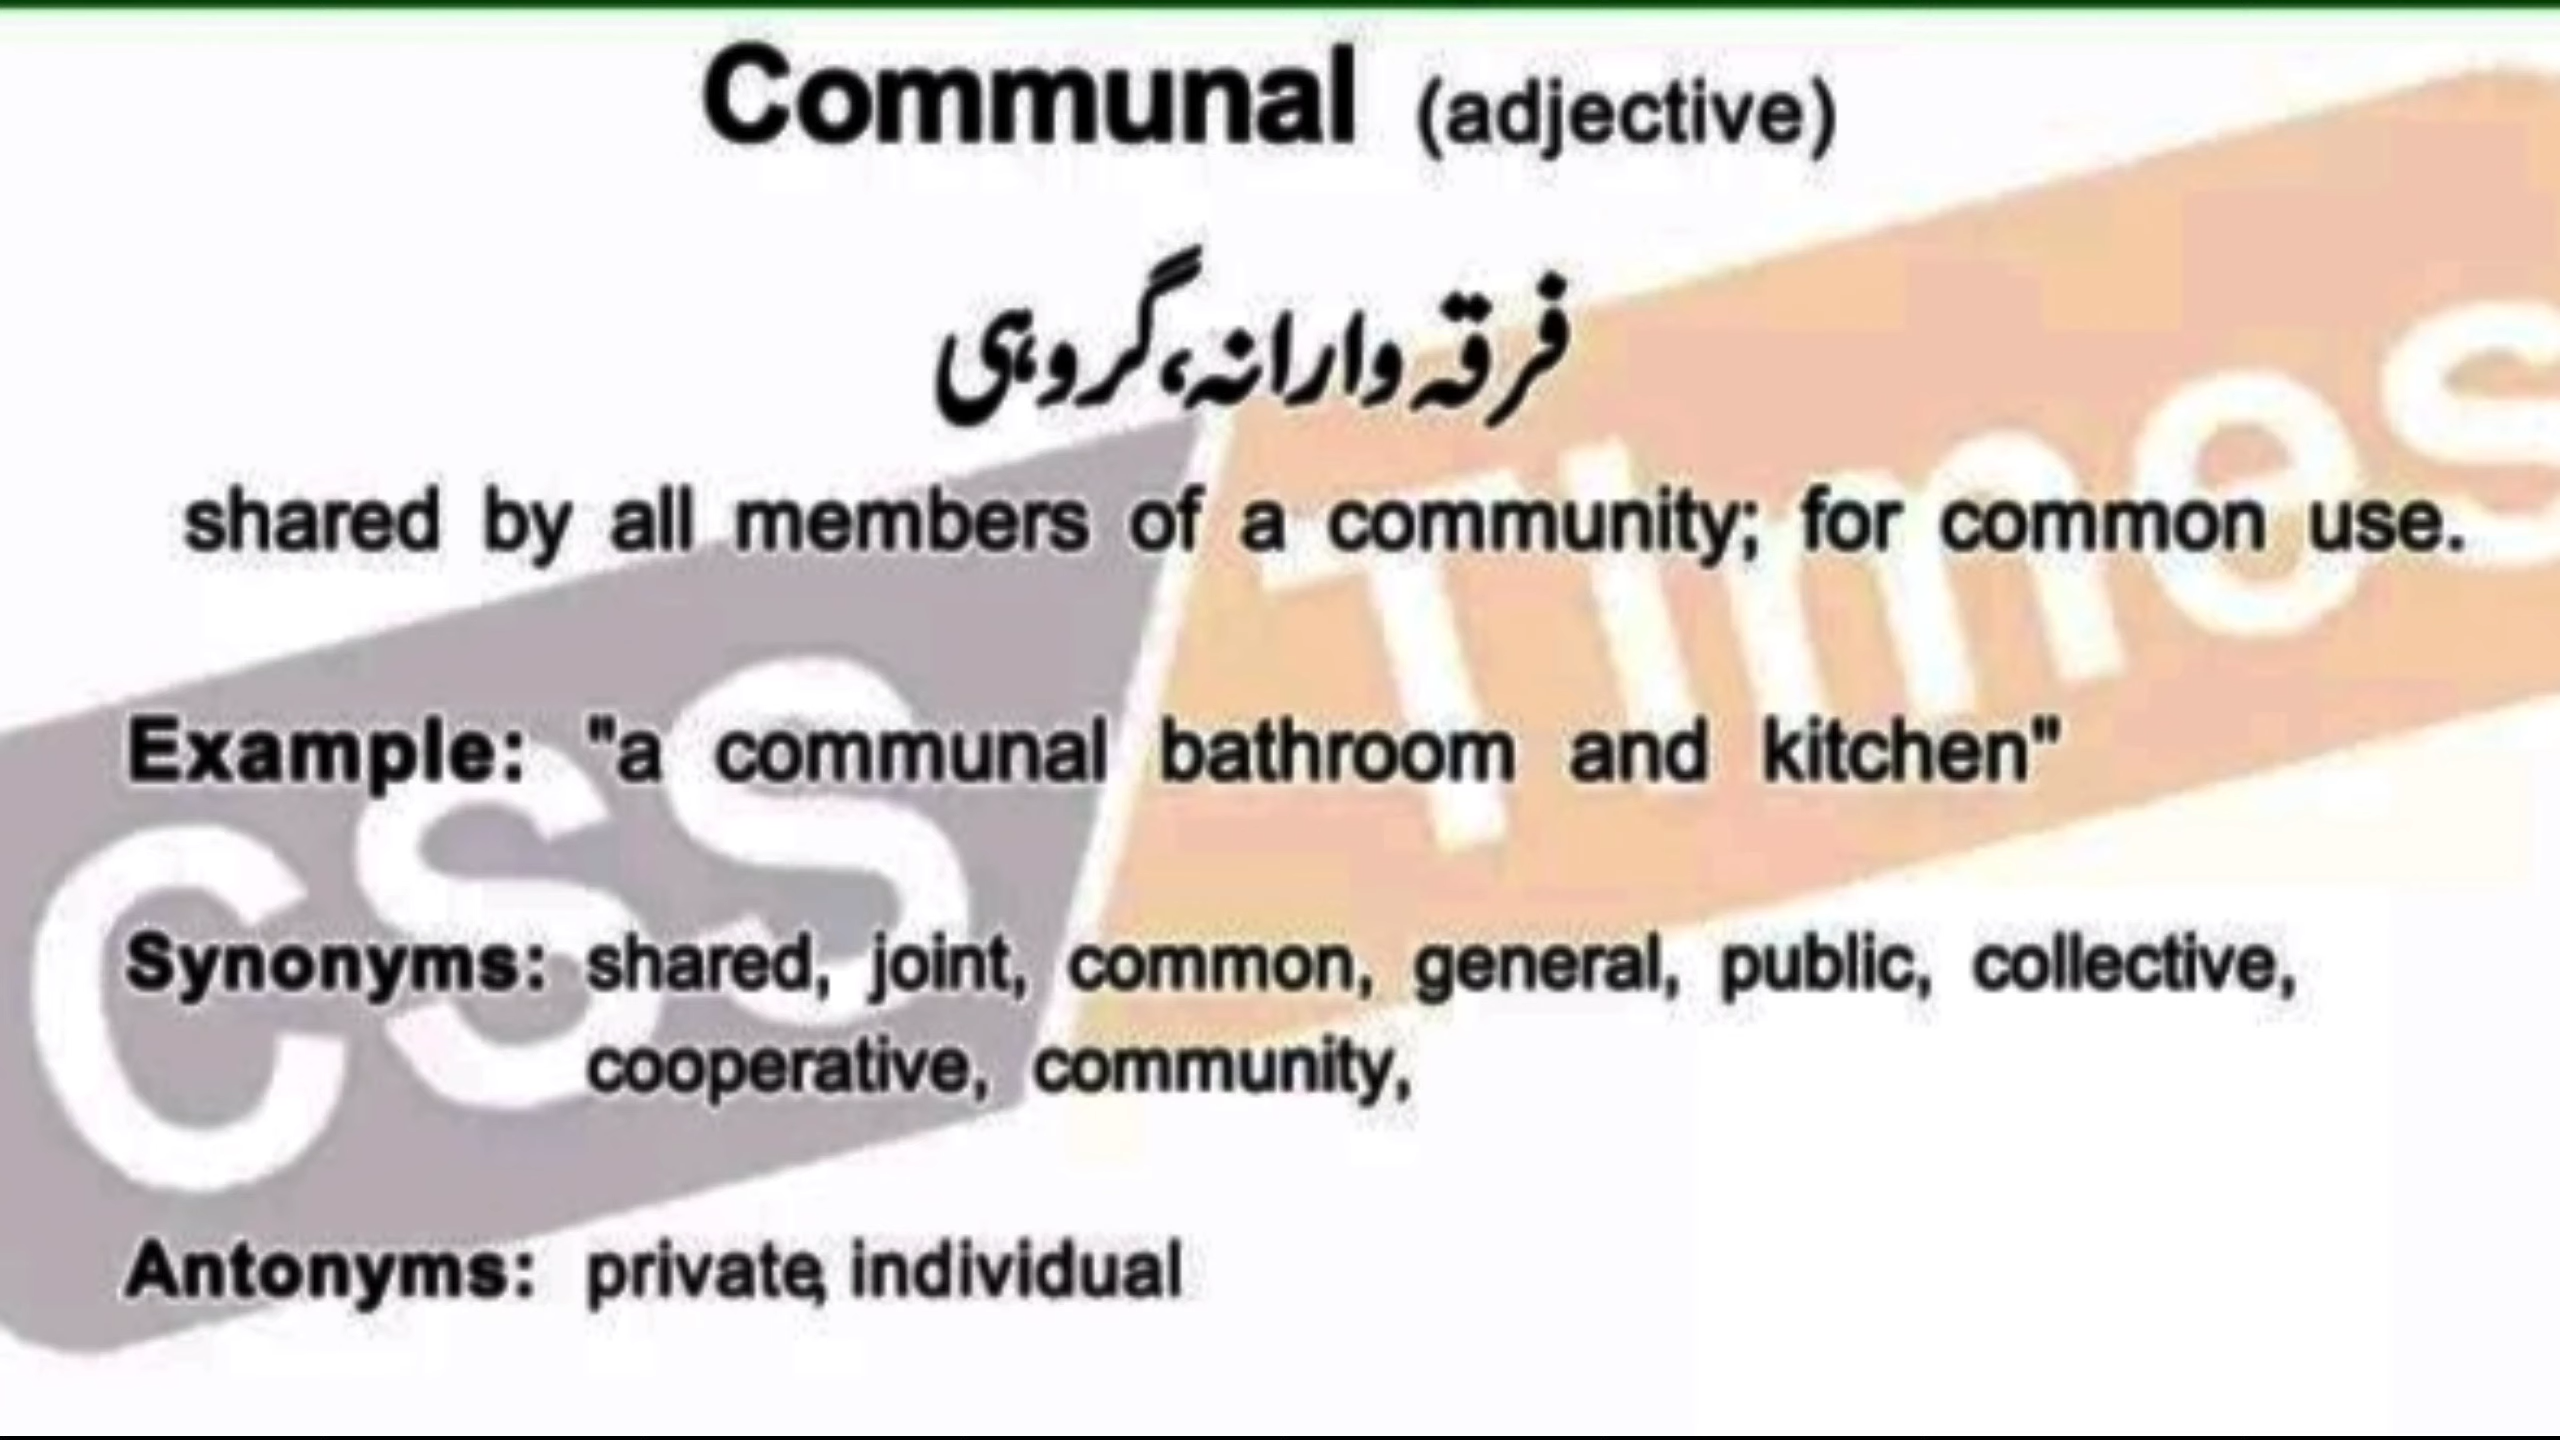 Communal (adjective)
فرقہ وارانہ، گروہی
shared by all members of a community; for common use.
Example: "a communal bathroom and kitchen"
Synonyms: shared, joint, common, general, public, collective,
cooperative, community,
Antonyms: private, individual
CSS Times